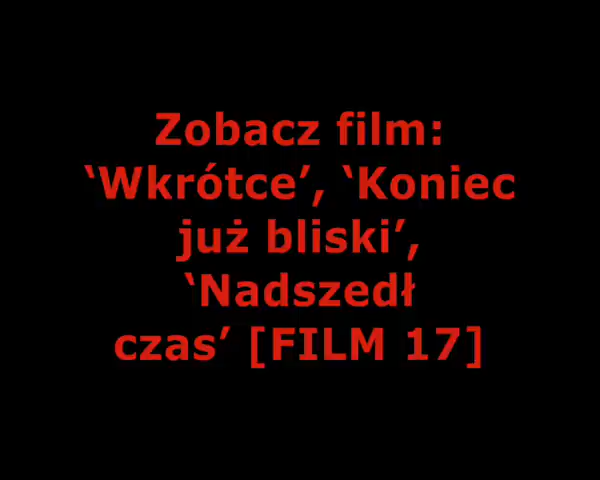 Zobacz film:
‘Wkrótce’, ‘Koniec
już bliski’,
‘Nadszedł
czas’ [FILM 17]